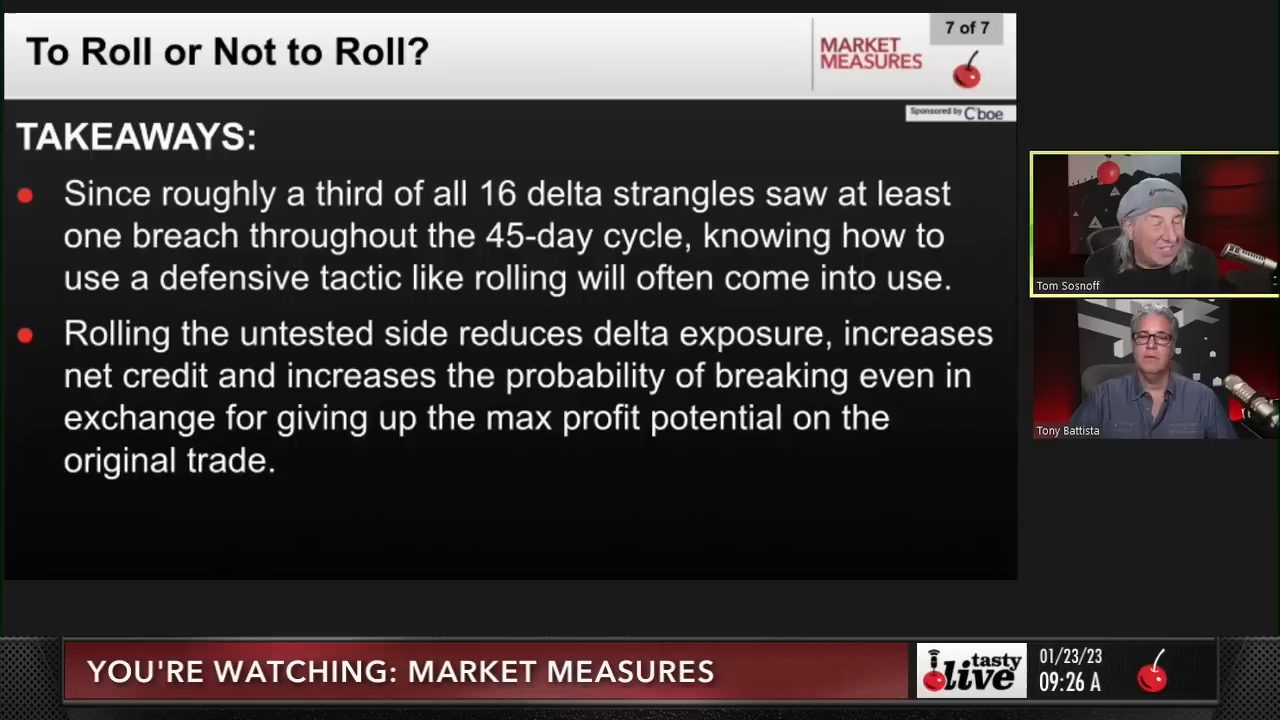 To Roll or Not to Roll?
MARKET
MEASURES
7 of 7
Sponsored by Cboe
TAKEAWAYS:
Since roughly a third of all 16 delta strangles saw at least
one breach throughout the 45-day cycle, knowing how to
use a defensive tactic like rolling will often come into use.
Rolling the untested side reduces delta exposure, increases
net credit and increases the probability of breaking even in
exchange for giving up the max profit potential on the
original trade.
Tom Sosnoff
Tony Battista
YOU'RE WATCHING: MARKET MEASURES
tasty
live
01/23/23
09:26 A